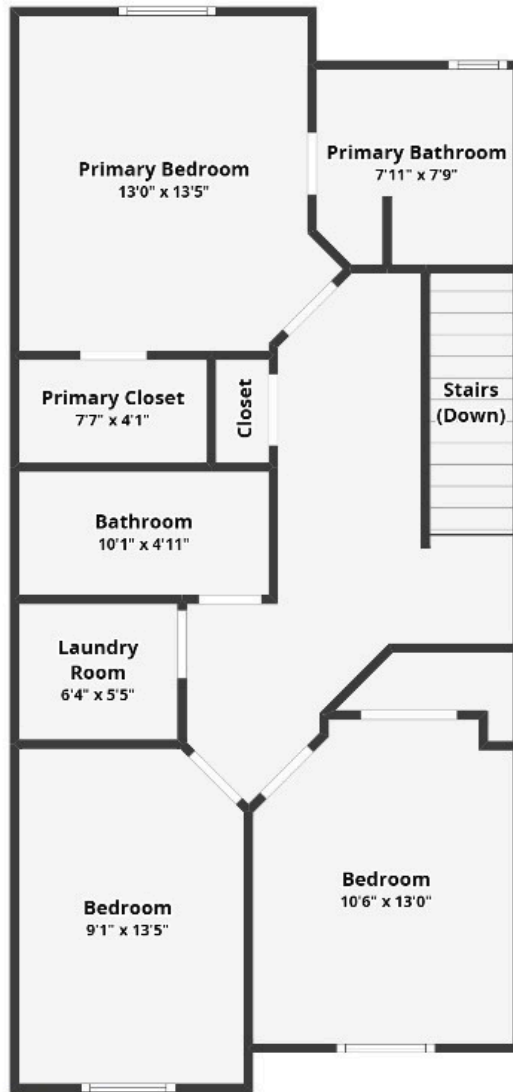 Primary Bedroom
13'0" x 13'5"
Primary Bathroom
7'11" x 7'9"
Primary Closet
7'7" x 4'1"
Closet
Stairs
(Down)
Bathroom
10'1" x 4'11"
Laundry
Room
6'4" x 5'5"
Bedroom
9'1" x 13'5"
Bedroom
10'6" x 13'0"